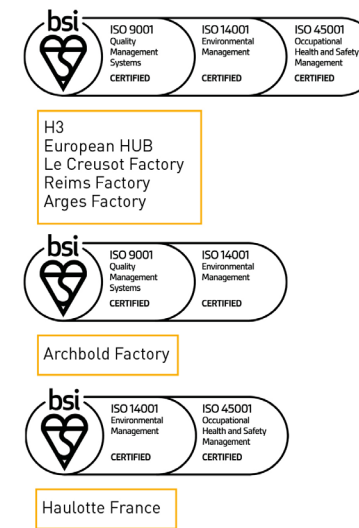 bsi
ISO 9001
Quality
Management
Systems
CERTIFIED
ISO 14001
Environmental
Management
CERTIFIED
ISO 45001
Occupational
Health and Safety
Management
CERTIFIED
H3
European HUB
Le Creusot Factory
Reims Factory
Arges Factory
bsi
ISO 9001
Quality
Management
Systems
CERTIFIED
ISO 14001
Environmental
Management
CERTIFIED
Archbold Factory
bsi
ISO 14001
Environmental
Management
CERTIFIED
ISO 45001
Occupational
Health and Safety
Management
CERTIFIED
Haulotte France